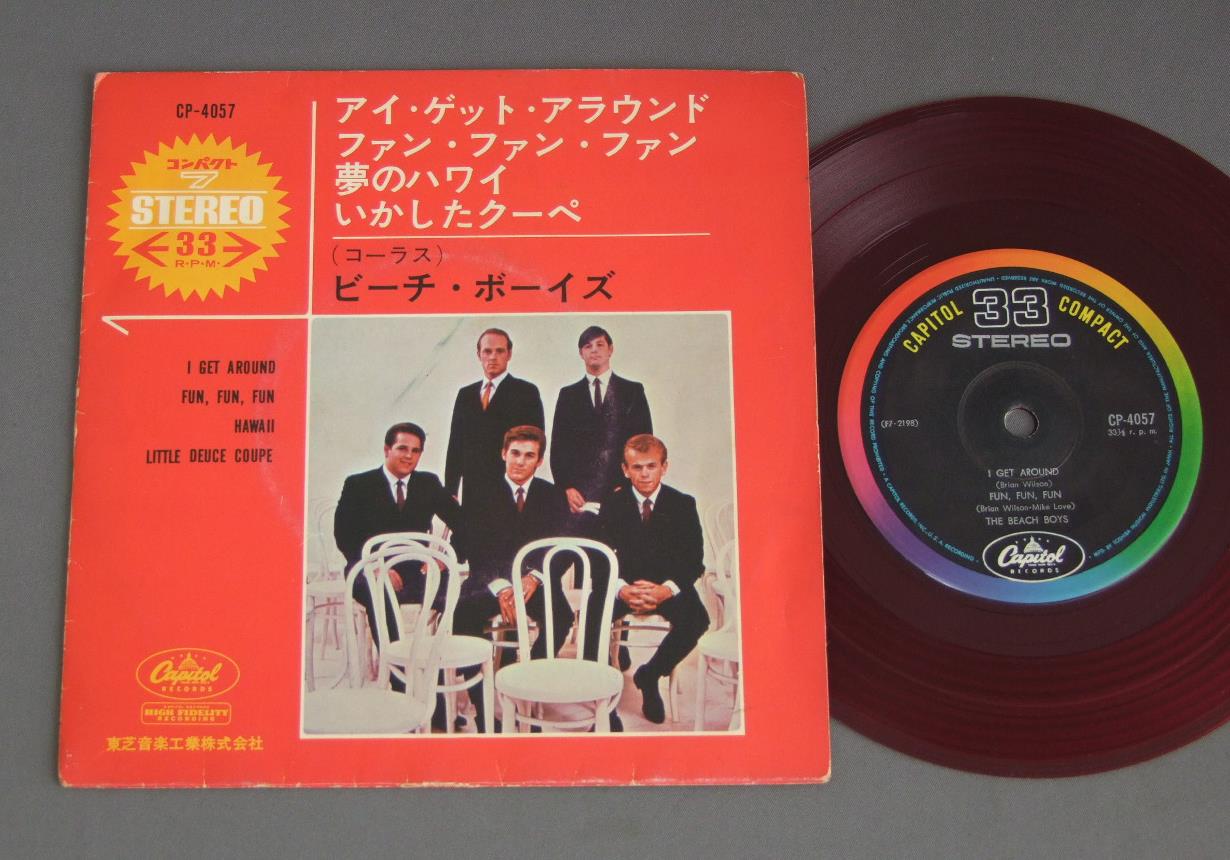 CP-4057
コンパクト
7
STEREO
33
R·P·M·
アイ・ゲット・アラウンド
ファン・ファン・ファン
夢のハワイ
いかしたクーペ
(コーラス)
ビーチ・ボーイズ
I GET AROUND
FUN, FUN, FUN
HAWAII
LITTLE DEUCE COUPE
Capitol
RECORDS
HIGH FIDELITY
RECORDING
東芝音楽工業株式会社
CAPITOL 33 COMPACT
STEREO
(F7-2198)
CP-4057
33⅓ r. p. m.
I GET AROUND
(Brian Wilson)
FUN, FUN, FUN
(Brian Wilson-Mike Love)
THE BEACH BOYS
Capitol
RECORDS